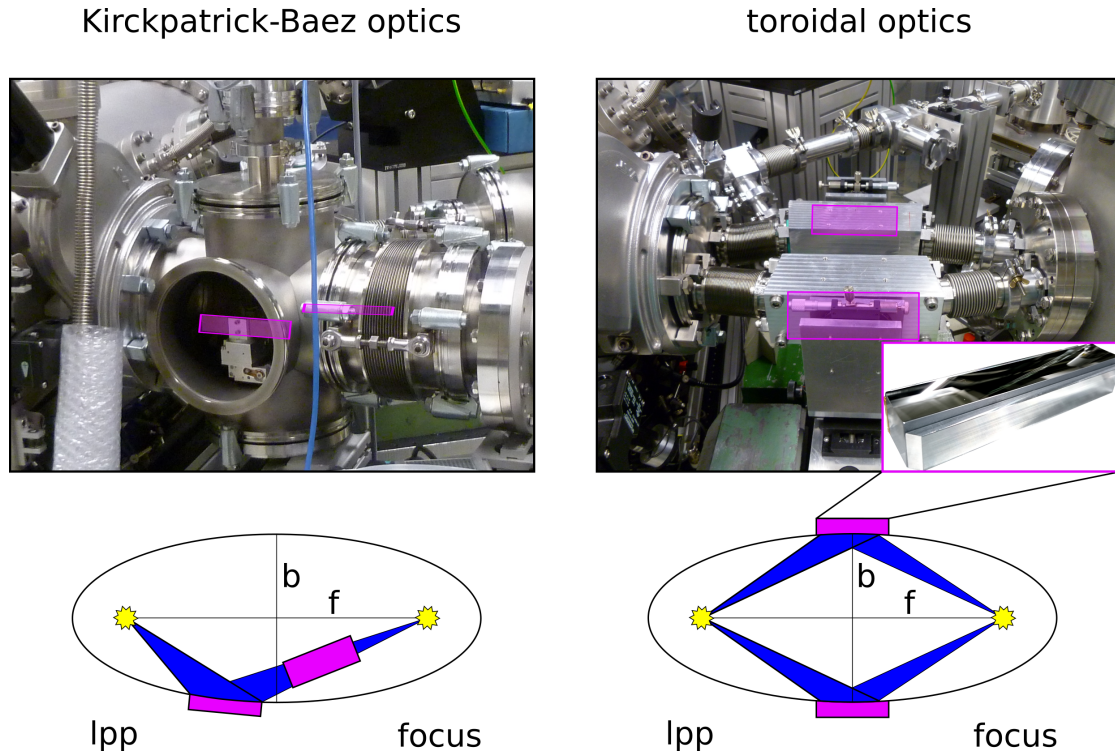 Kirckpatrick-Baez optics
toroidal optics
b
f
lpp
focus
b
f
lpp
focus